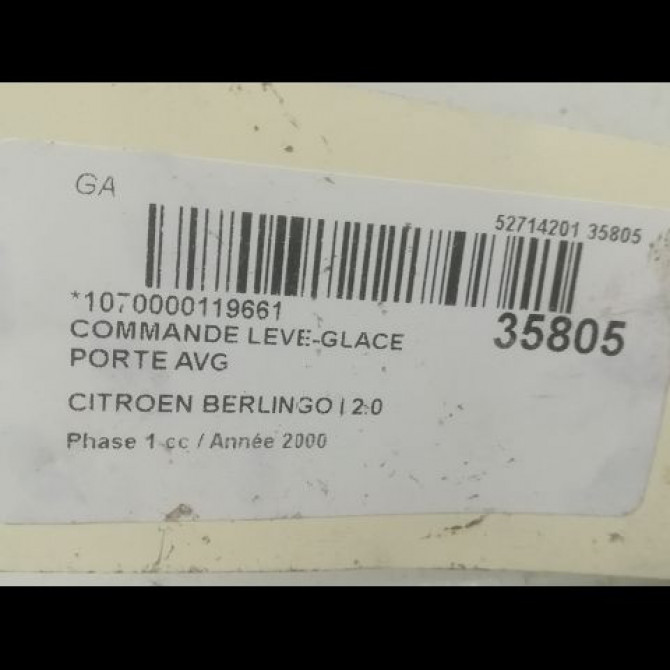 GA
52714201 35805
*1070000119661
35805
COMMANDE LEVE-GLACE
PORTE AVG
CITROEN BERLINGO I 2.0
Phase 1 cc / Année 2000